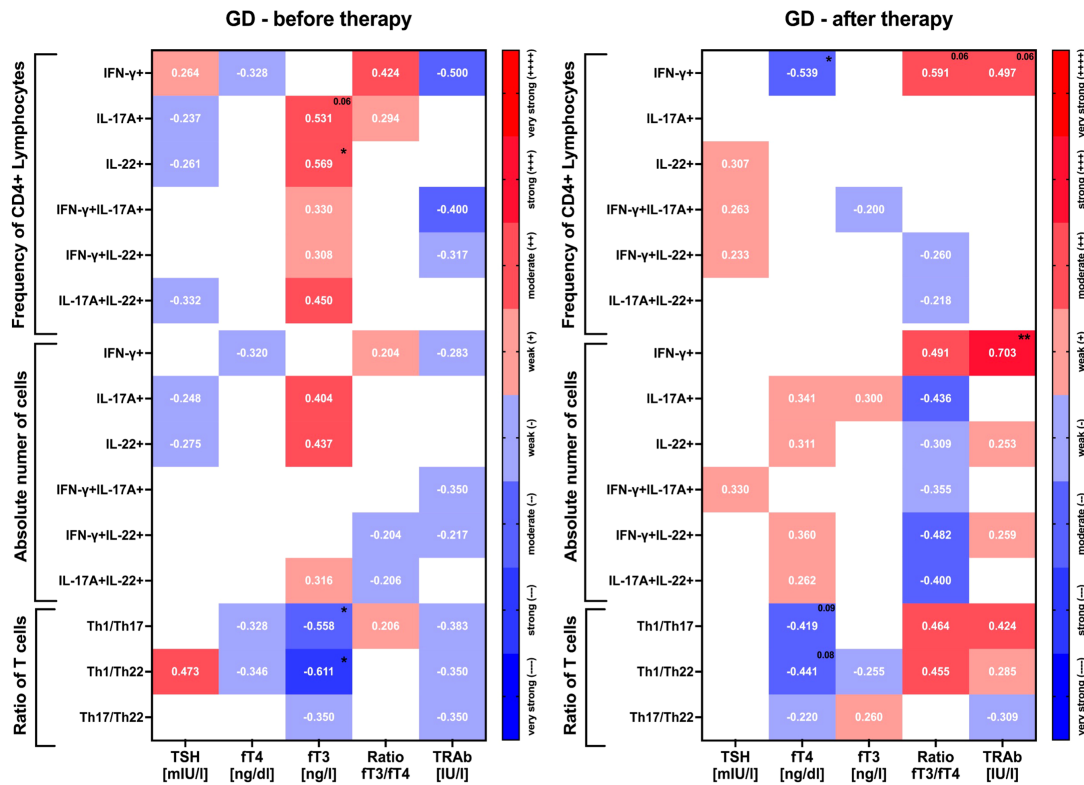 GD - before therapy
Frequency of CD4+ Lymphocytes
IFN-γ+ 0.264 -0.328 0.424 -0.500
IL-17A+ -0.237 0.531 0.06 0.294
IL-22+ -0.261 0.569 *
IFN-γ+IL-17A+ 0.330 -0.400
IFN-γ+IL-22+ 0.308 -0.317
IL-17A+IL-22+ -0.332 0.450
Absolute numer of cells
IFN-γ+ -0.320 0.204 -0.283
IL-17A+ -0.248 0.404
IL-22+ -0.275 0.437
IFN-γ+IL-17A+ -0.350
IFN-γ+IL-22+ -0.204 -0.217
IL-17A+IL-22+ 0.316 -0.206
Ratio of T cells
Th1/Th17 -0.328 -0.558 * 0.206 -0.383
Th1/Th22 0.473 -0.346 -0.611 * -0.350
Th17/Th22 -0.350 -0.350
TSH fT4 fT3 Ratio TRAb
[mIU/l] [ng/dl] [ng/l] fT3/fT4 [IU/l]
very strong (++++)
strong (+++)
moderate (++)
weak (+)
weak (-)
moderate (--)
strong (---)
very strong (----)
GD - after therapy
Frequency of CD4+ Lymphocytes
IFN-γ+ -0.539 * 0.591 0.06 0.497 0.06
IL-17A+
IL-22+ 0.307
IFN-γ+IL-17A+ 0.263 -0.200
IFN-γ+IL-22+ 0.233 -0.260
IL-17A+IL-22+ -0.218
Absolute numer of cells
IFN-γ+ 0.491 0.703 **
IL-17A+ 0.341 0.300 -0.436
IL-22+ 0.311 -0.309 0.253
IFN-γ+IL-17A+ 0.330 -0.355
IFN-γ+IL-22+ 0.360 -0.482 0.259
IL-17A+IL-22+ 0.262 -0.400
Ratio of T cells
Th1/Th17 -0.419 0.09 0.464 0.424
Th1/Th22 -0.441 0.08 -0.255 0.455 0.285
Th17/Th22 -0.220 0.260 -0.309
TSH fT4 fT3 Ratio TRAb
[mIU/l] [ng/dl] [ng/l] fT3/fT4 [IU/l]
very strong (++++)
strong (+++)
moderate (++)
weak (+)
weak (-)
moderate (--)
strong (---)
very strong (----)